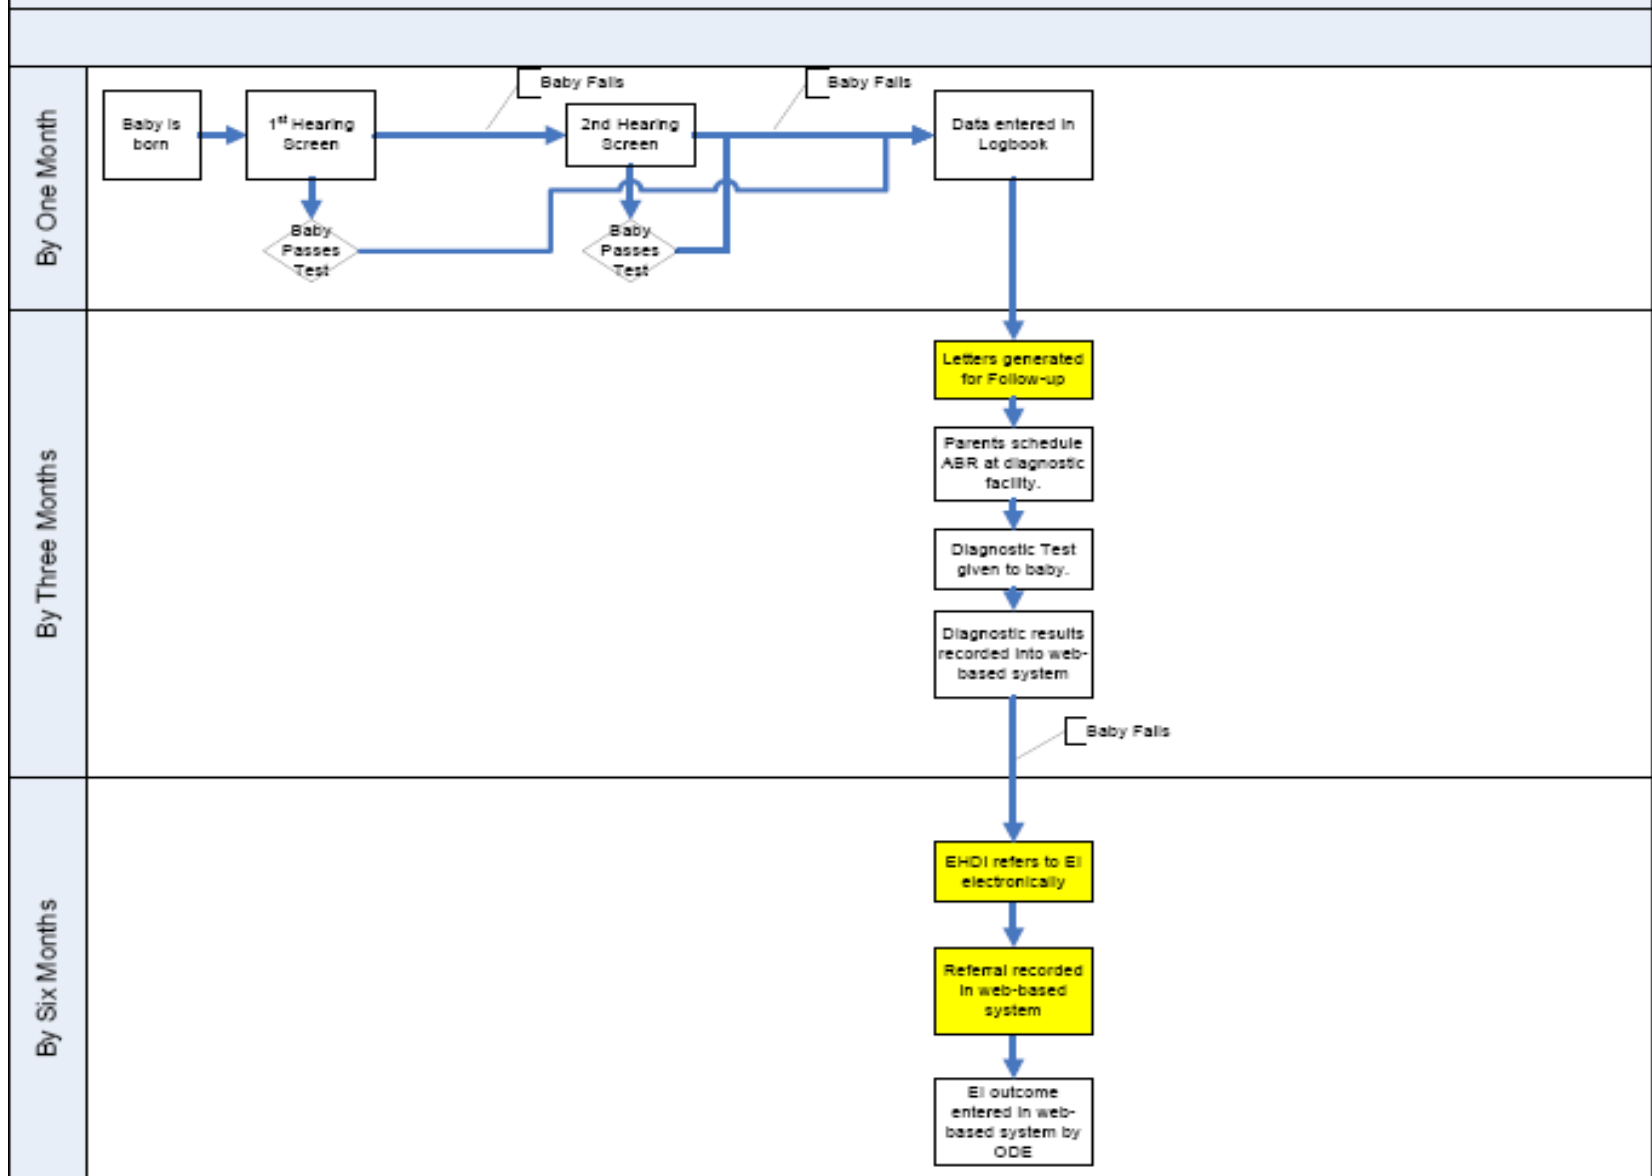 By One Month
Baby is
born
1st Hearing
Screen
Baby Fails
2nd Hearing
Screen
Baby Fails
Data entered in
Logbook
Baby
Passes
Test
Baby
Passes
Test
By Three Months
Letters generated
for Follow-up
Parents schedule
ABR at diagnostic
facility.
Diagnostic Test
given to baby.
Diagnostic results
recorded into web-
based system
Baby Fails
By Six Months
EHDI refers to EI
electronically
Referral recorded
in web-based
system
EI outcome
entered in web-
based system by
ODE